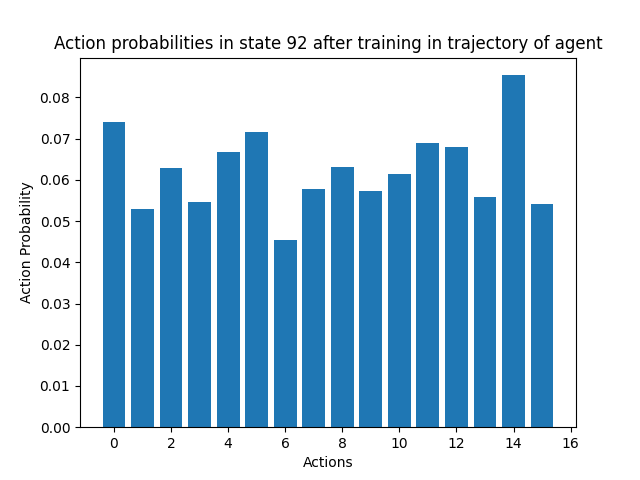 Action probabilities in state 92 after training in trajectory of agent
0.08
0.07
0.06
0.05
0.04
0.03
0.02
0.01
0.00
Action Probability
0 2 4 6 8 10 12 14 16
Actions